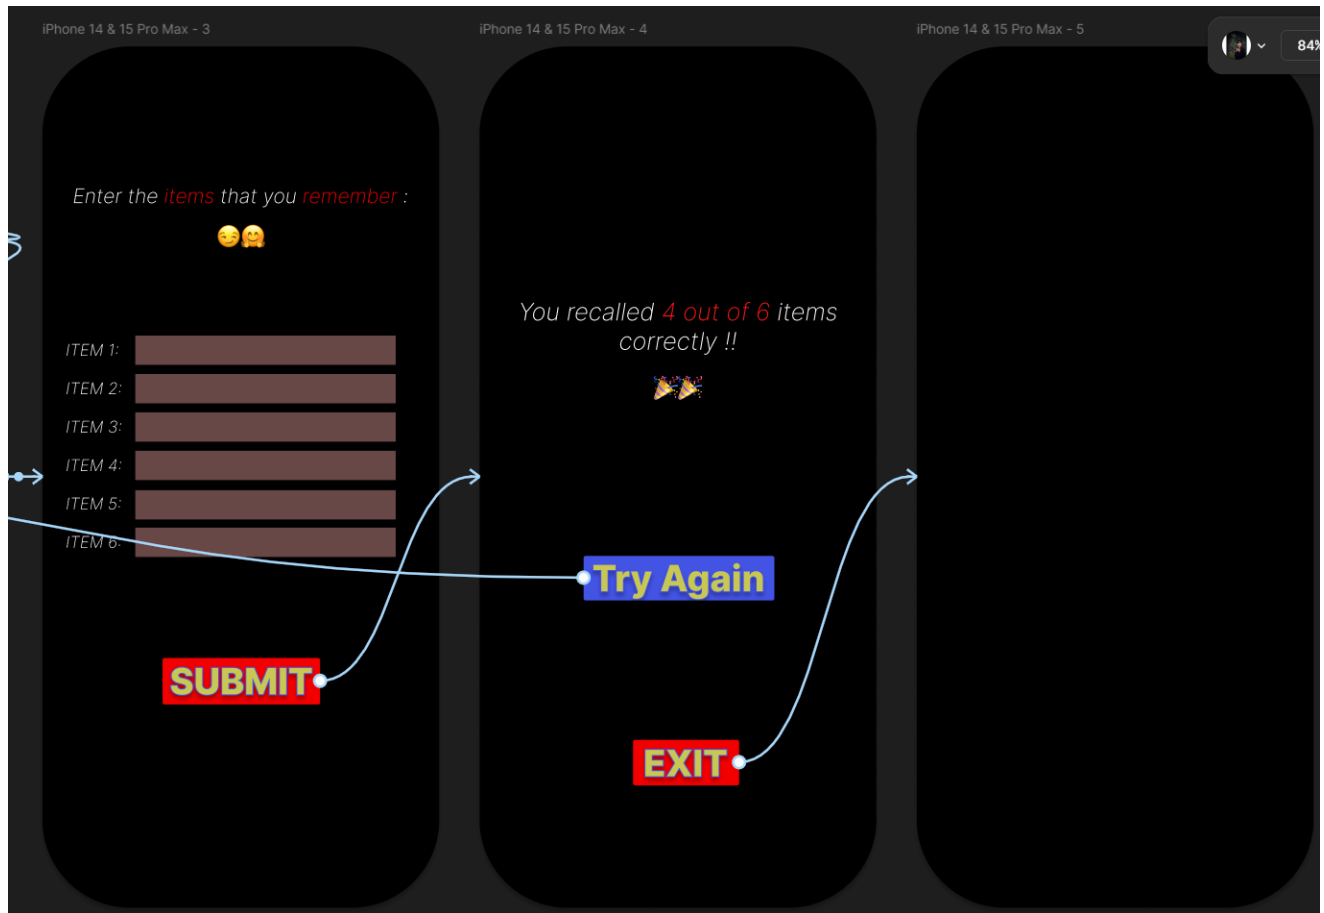 iPhone 14 & 15 Pro Max - 3
Enter the items that you remember :
😏🤗
ITEM 1:
ITEM 2:
ITEM 3:
ITEM 4:
ITEM 5:
ITEM 6:
SUBMIT
iPhone 14 & 15 Pro Max - 4
You recalled 4 out of 6 items
correctly !!
🎉🎉
Try Again
EXIT
iPhone 14 & 15 Pro Max - 5
84%